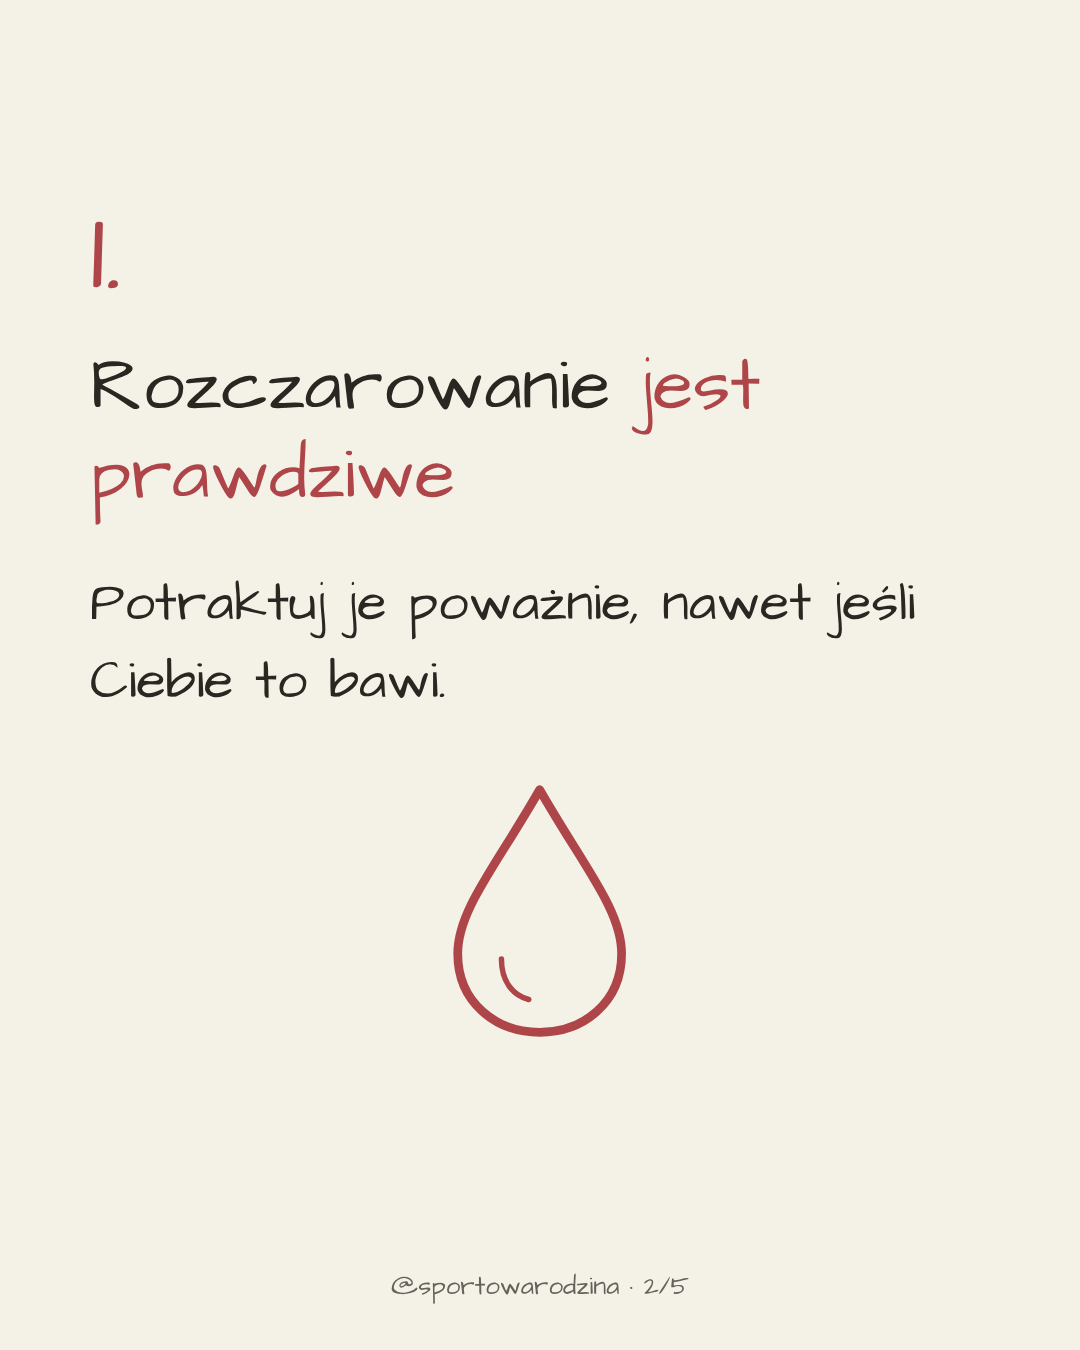 1.
Rozczarowanie jest
prawdziwe
Potraktuj je poważnie, nawet jeśli
Ciebie to bawi.
@sportowarodzina · 2/5